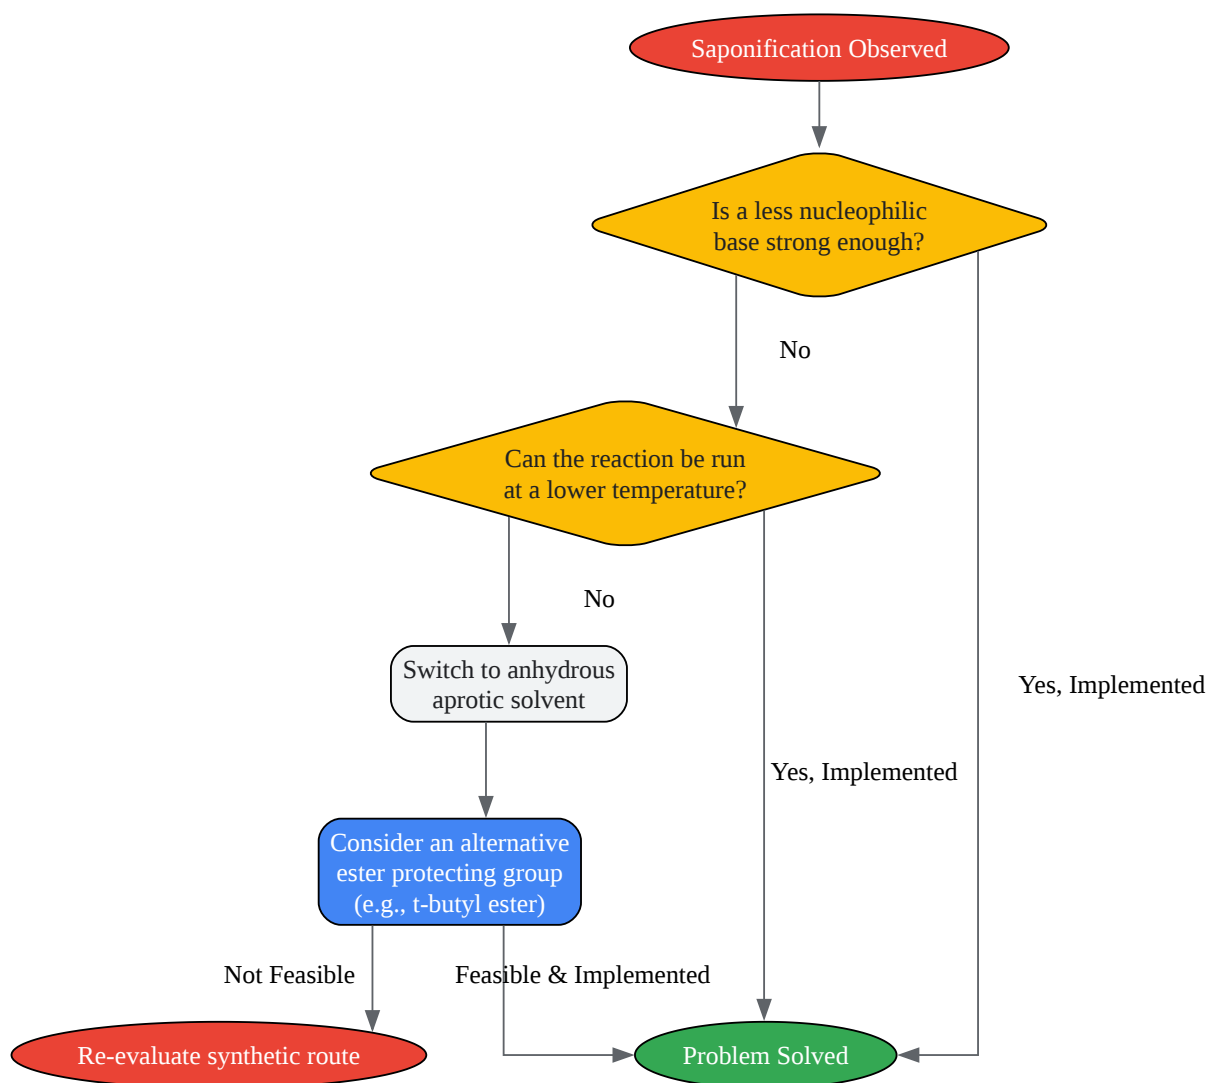 Saponification Observed
Is a less nucleophilic
base strong enough?
No
Can the reaction be run
at a lower temperature?
No
Switch to anhydrous
aprotic solvent
Yes, Implemented
Yes, Implemented
Consider an alternative
ester protecting group
(e.g., t-butyl ester)
Not Feasible
Feasible & Implemented
Re-evaluate synthetic route
Problem Solved